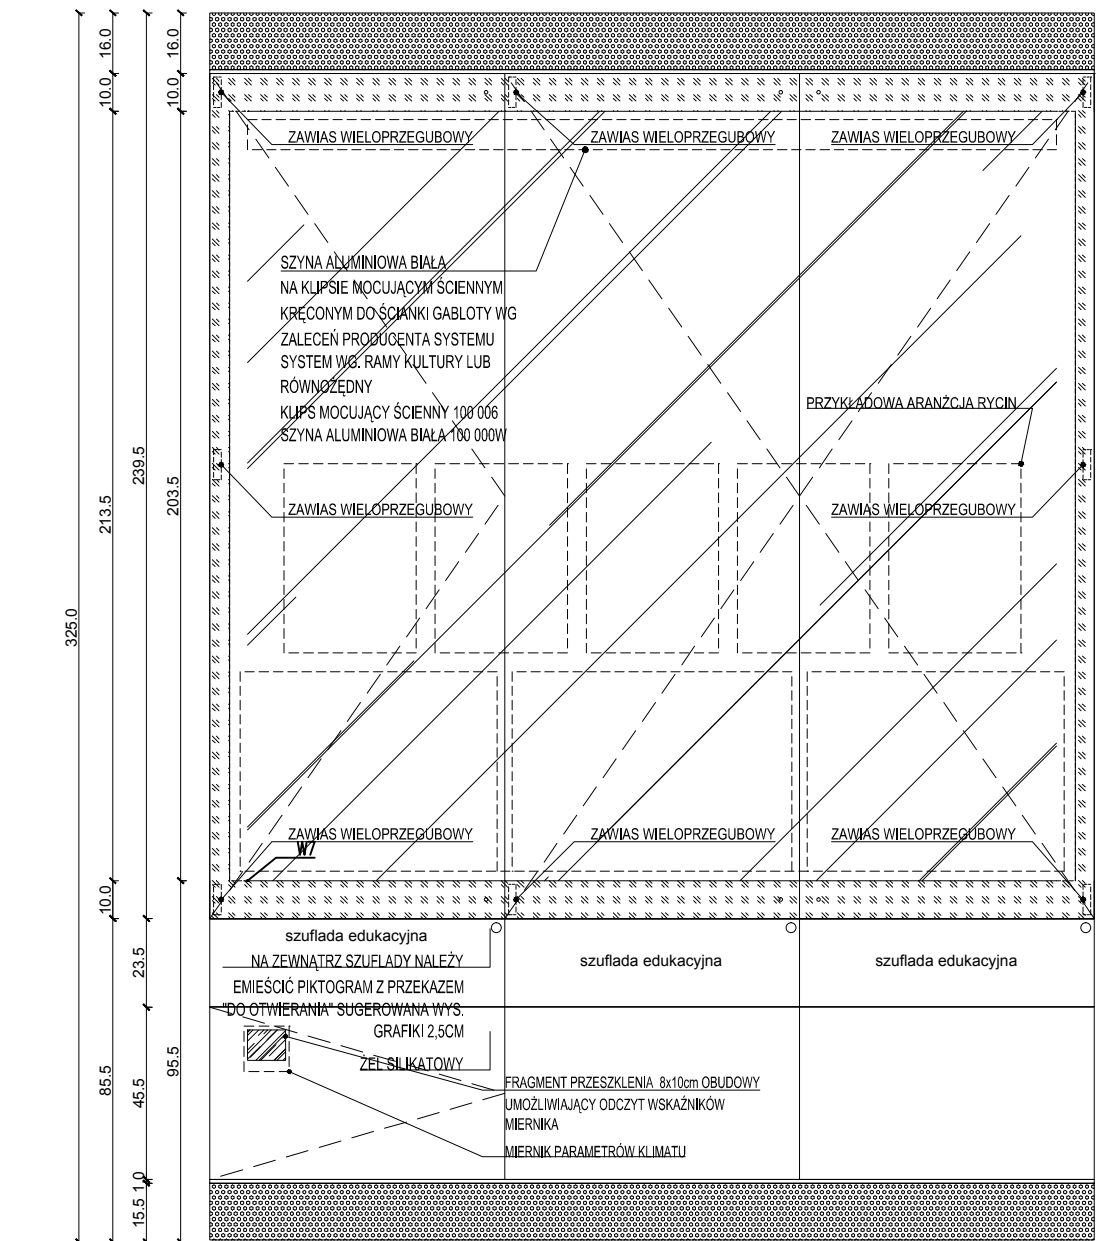 16.0
16.0
10.0
10.0
ZAWIAS WIELOPRZEGUBOWY
ZAWIAS WIELOPRZEGUBOWY
ZAWIAS WIELOPRZEGUBOWY
SZYNA ALUMINIOWA BIAŁA
NA KLIPSIE MOCUJĄCYM ŚCIENNYM
KRĘCONYM DO ŚCIANKI GABLOTY WG
ZALECEŃ PRODUCENTA SYSTEMU
SYSTEM WG. RAMY KULTURY LUB
RÓWNOŻĘDNY
KLIPS MOCUJĄCY ŚCIENNY 100 006
SZYNA ALUMINIOWA BIAŁA 100 000W
PRZYKŁADOWA ARANŻCJA RYCIN
325.0
213.5
239.5
203.5
ZAWIAS WIELOPRZEGUBOWY
ZAWIAS WIELOPRZEGUBOWY
ZAWIAS WIELOPRZEGUBOWY
ZAWIAS WIELOPRZEGUBOWY
ZAWIAS WIELOPRZEGUBOWY
W7
10.0
szuflada edukacyjna
szuflada edukacyjna
szuflada edukacyjna
NA ZEWNĄTRZ SZUFLADY NALEŻY
EMIEŚCIĆ PIKTOGRAM Z PRZEKAZEM
"DO OTWIERANIA" SUGEROWANA WYS.
GRAFIKI 2,5CM
ŻEL SILIKATOWY
23.5
85.5
45.5
95.5
FRAGMENT PRZESZKLENIA 8x10cm OBUDOWY
UMOŻLIWIAJĄCY ODCZYT WSKAŹNIKÓW
MIERNIKA
MIERNIK PARAMETRÓW KLIMATU
1.0
15.5